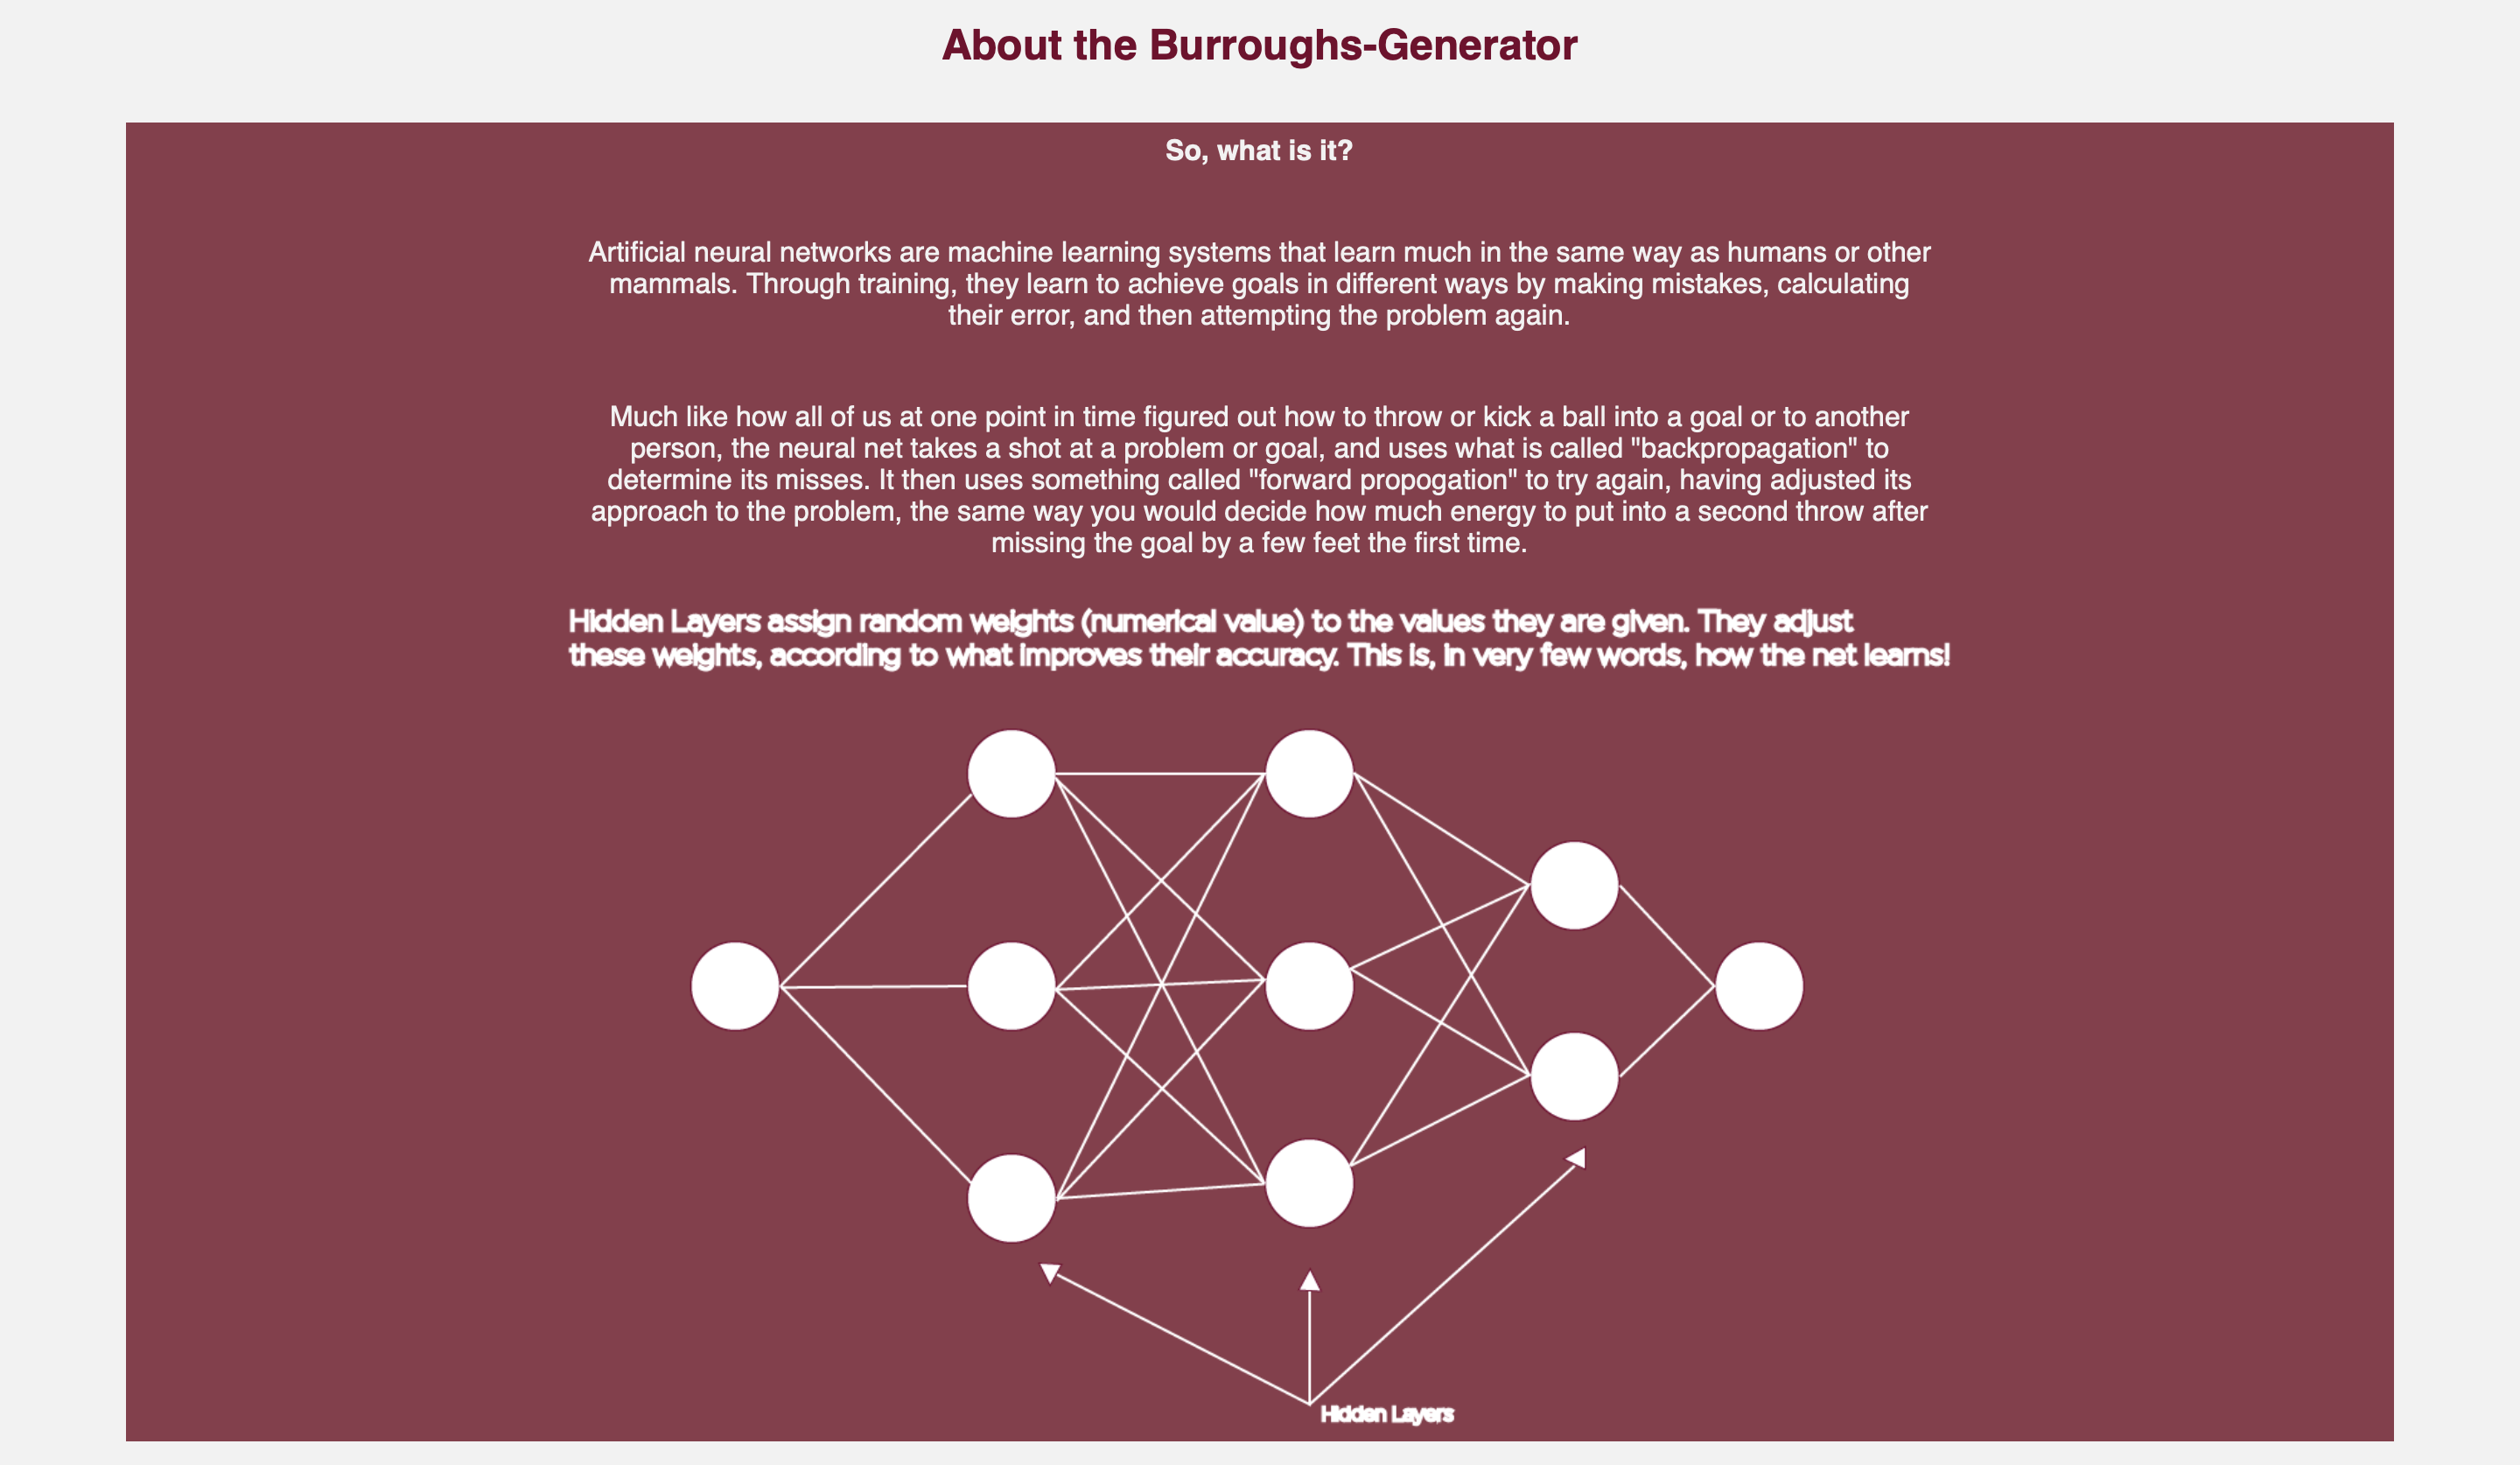 About the Burroughs-Generator
So, what is it?
Artificial neural networks are machine learning systems that learn much in the same way as humans or other
mammals. Through training, they learn to achieve goals in different ways by making mistakes, calculating
their error, and then attempting the problem again.
Much like how all of us at one point in time figured out how to throw or kick a ball into a goal or to another
person, the neural net takes a shot at a problem or goal, and uses what is called "backpropagation" to
determine its misses. It then uses something called "forward propogation" to try again, having adjusted its
approach to the problem, the same way you would decide how much energy to put into a second throw after
missing the goal by a few feet the first time.
Hidden Layers assign random weights (numerical value) to the values they are given. They adjust
these weights, according to what improves their accuracy. This is, in very few words, how the net learns!
Hidden Layers